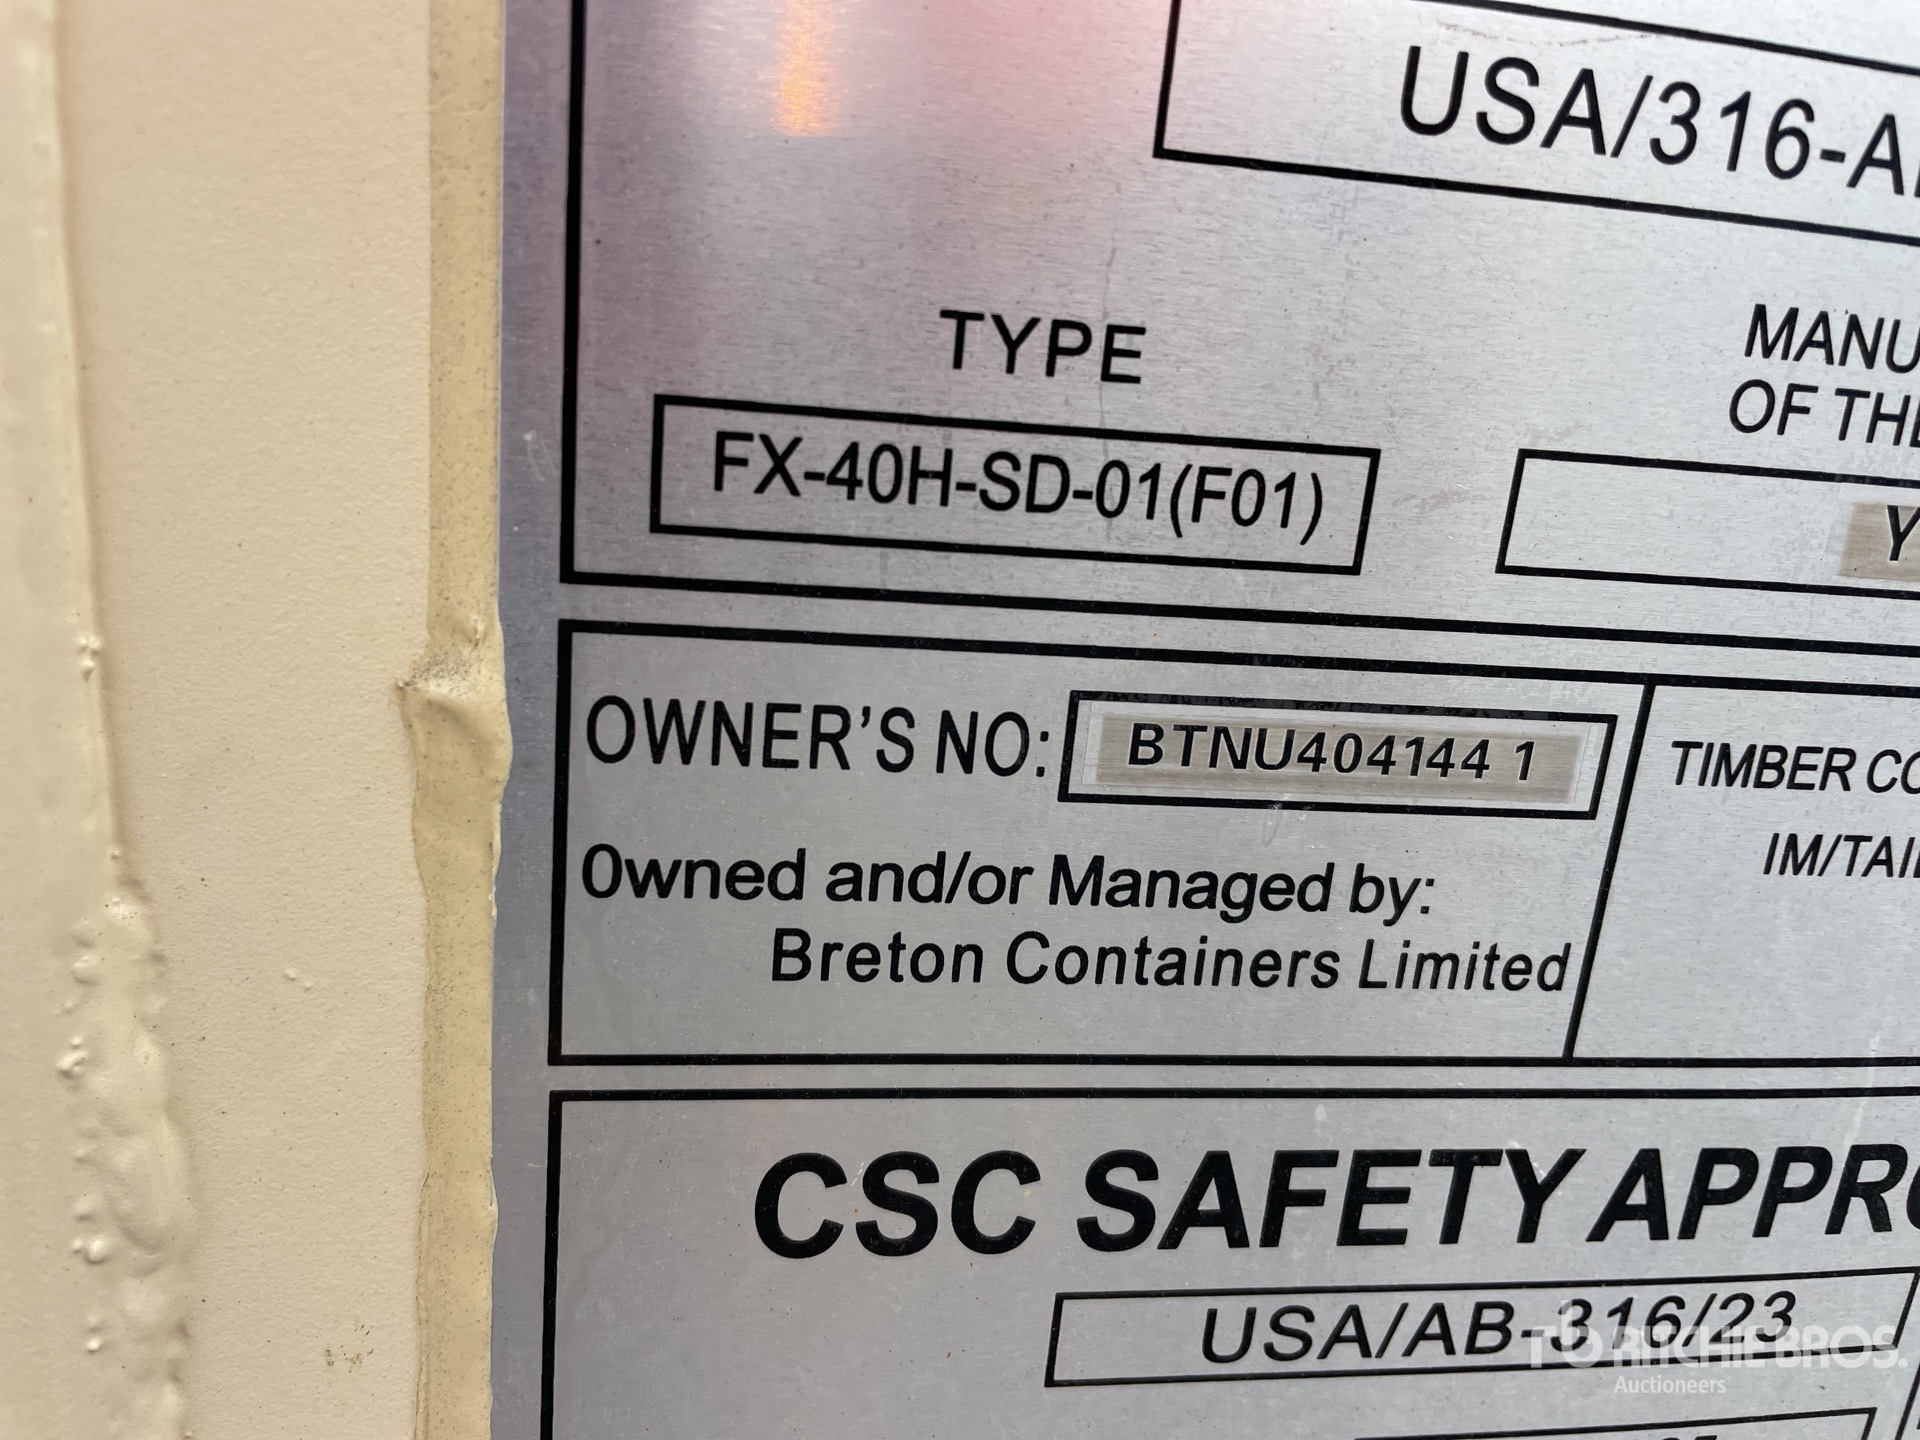 USA/316-A
TYPE
FX-40H-SD-01(F01)
MANU
OF THE
Y
OWNER'S NO: BTNU404144 1
Owned and/or Managed by:
Breton Containers Limited
TIMBER CO
IM/TAI
CSC SAFETY APPRO
USA/AB-316/23
RITCHIE BROS.
Auctioneers